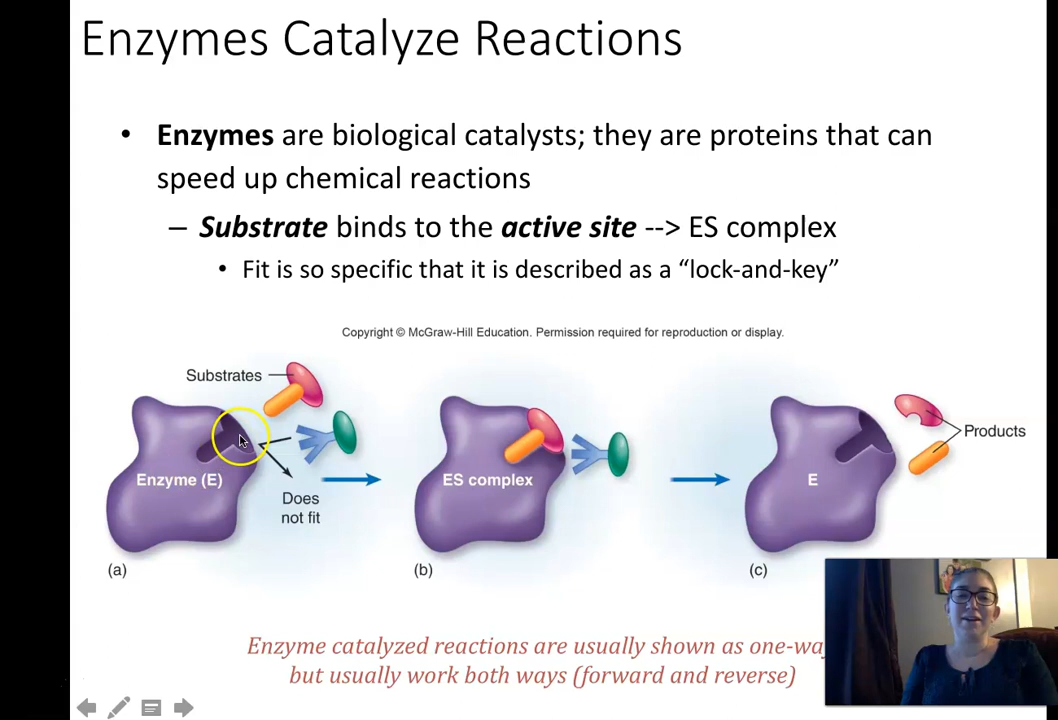 Enzymes Catalyze Reactions
• Enzymes are biological catalysts; they are proteins that can
speed up chemical reactions
– Substrate binds to the active site --> ES complex
• Fit is so specific that it is described as a “lock-and-key”
Copyright © McGraw-Hill Education. Permission required for reproduction or display.
Substrates
Enzyme (E)
Does
not fit
(a)
ES complex
(b)
E
Products
(c)
Enzyme catalyzed reactions are usually shown as
but usually work both ways (forward and reverse)